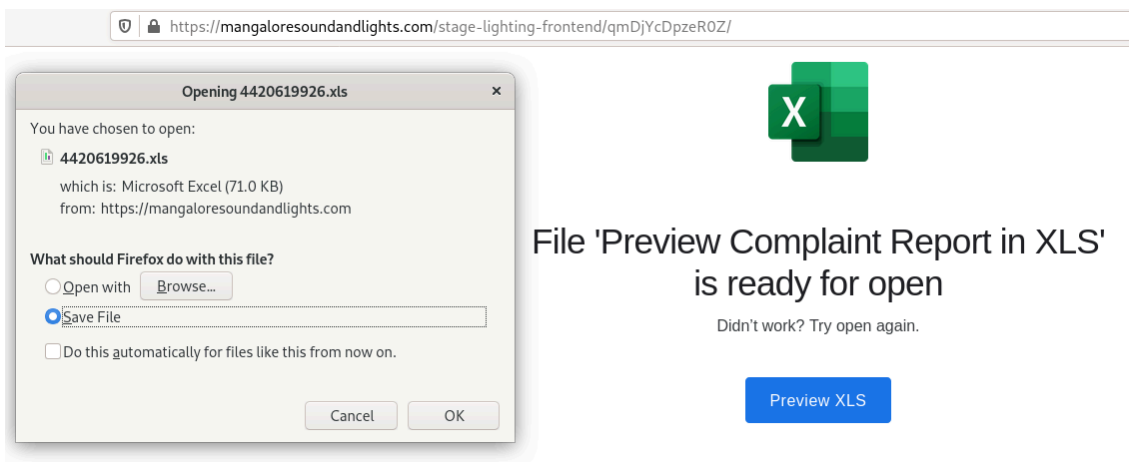 https://mangaloresoundandlights.com/stage-lighting-frontend/qmDjYcDpzeR0Z/
Opening 4420619926.xls
×
You have chosen to open:
4420619926.xls
which is: Microsoft Excel (71.0 KB)
from: https://mangaloresoundandlights.com
What should Firefox do with this file?
Open with Browse...
Save File
Do this automatically for files like this from now on.
Cancel OK
X
File 'Preview Complaint Report in XLS'
is ready for open
Didn't work? Try open again.
Preview XLS